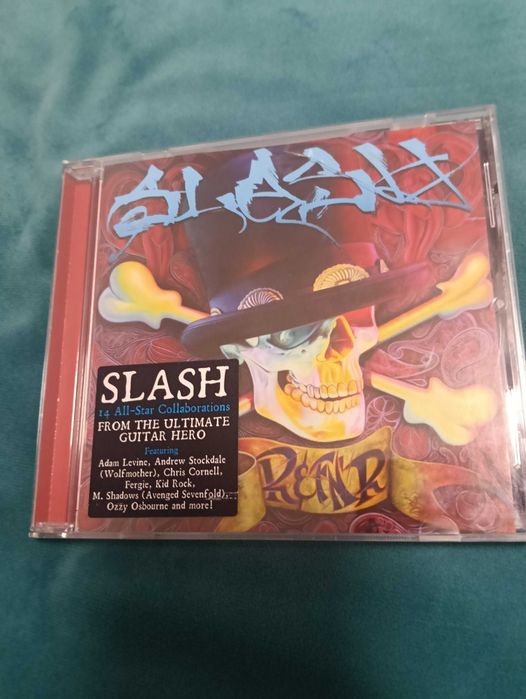 SLASH
SLASH
14 All-Star Collaborations
FROM THE ULTIMATE
GUITAR HERO
Featuring
Adam Levine, Andrew Stockdale
(Wolfmother), Chris Cornell,
Fergie, Kid Rock,
M. Shadows (Avenged Sevenfold),
Ozzy Osbourne and more!
R&FN'R